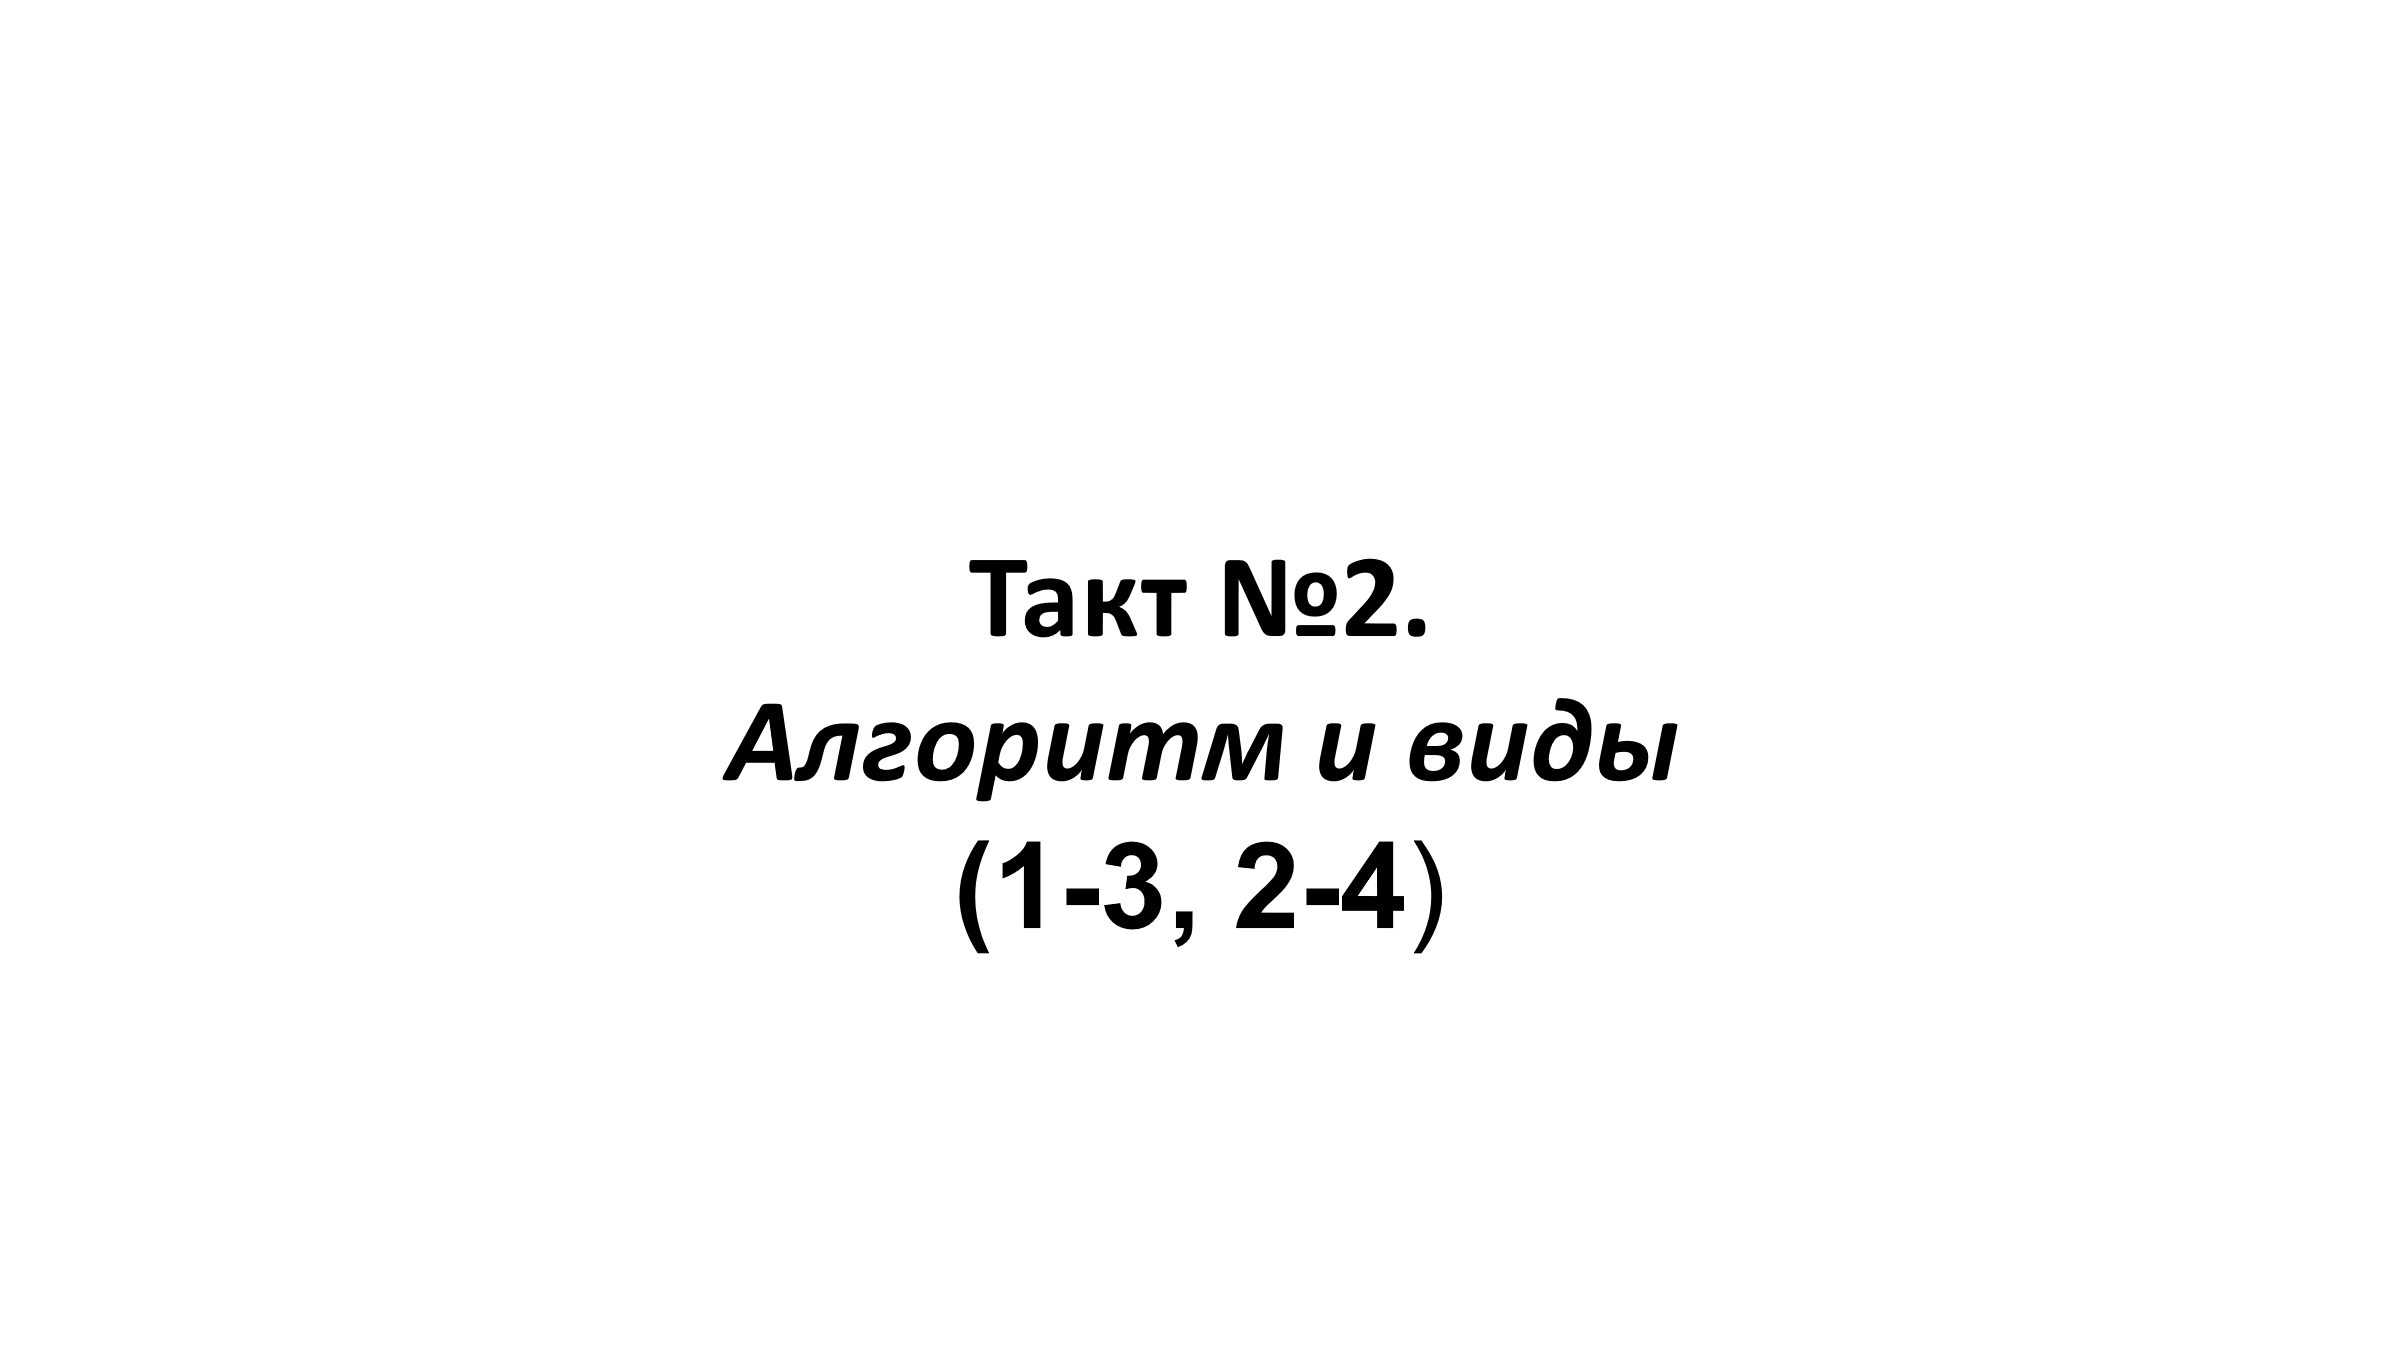 Такт №2.
Алгоритм и виды
(1-3, 2-4)